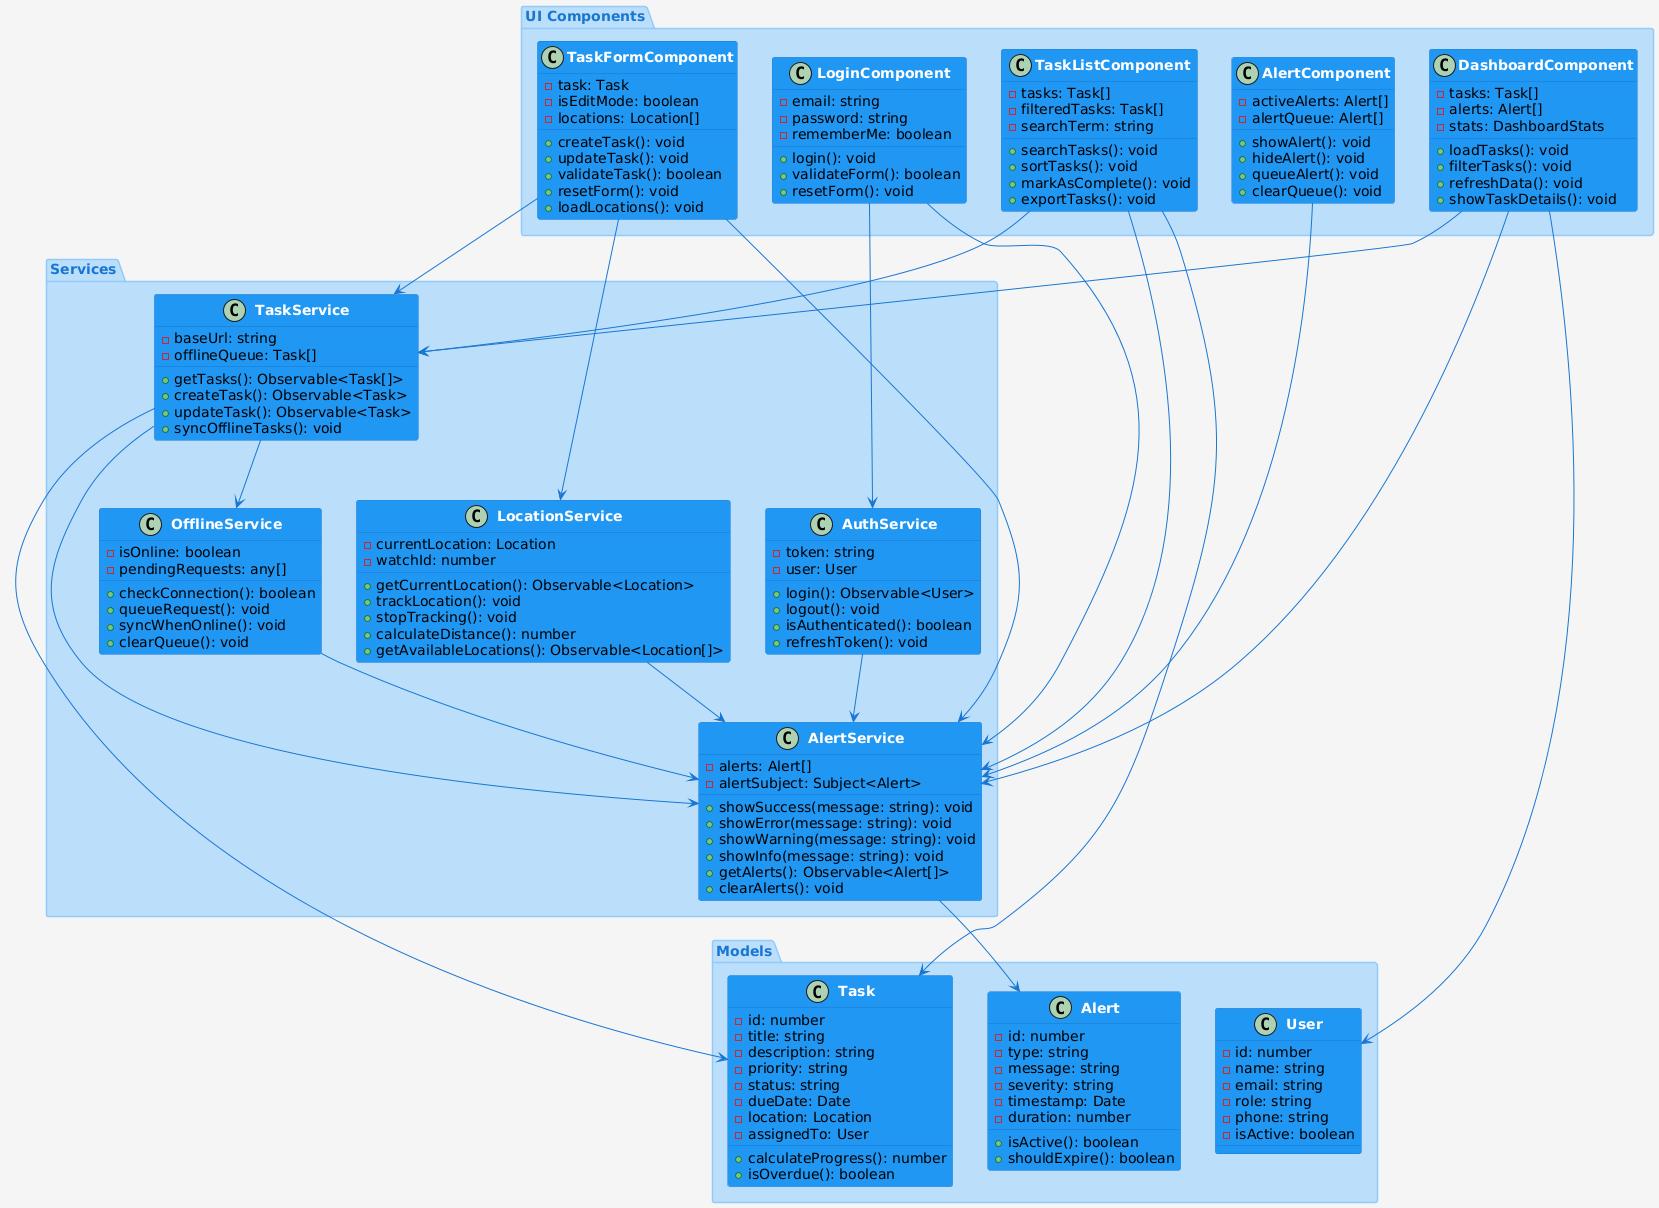 UI Components
C TaskFormComponent
task: Task
isEditMode: boolean
locations: Location[]
createTask(): void
updateTask(): void
validateTask(): boolean
resetForm(): void
loadLocations(): void
C LoginComponent
email: string
password: string
rememberMe: boolean
login(): void
validateForm(): boolean
resetForm(): void
C TaskListComponent
tasks: Task[]
filteredTasks: Task[]
searchTerm: string
searchTasks(): void
sortTasks(): void
markAsComplete(): void
exportTasks(): void
C AlertComponent
activeAlerts: Alert[]
alertQueue: Alert[]
showAlert(): void
hideAlert(): void
queueAlert(): void
clearQueue(): void
C DashboardComponent
tasks: Task[]
alerts: Alert[]
stats: DashboardStats
loadTasks(): void
filterTasks(): void
refreshData(): void
showTaskDetails(): void
Services
C TaskService
baseUrl: string
offlineQueue: Task[]
getTasks(): Observable<Task[]>
createTask(): Observable<Task>
updateTask(): Observable<Task>
syncOfflineTasks(): void
C OfflineService
isOnline: boolean
pendingRequests: any[]
checkConnection(): boolean
queueRequest(): void
syncWhenOnline(): void
clearQueue(): void
C LocationService
currentLocation: Location
watchId: number
getCurrentLocation(): Observable<Location>
trackLocation(): void
stopTracking(): void
calculateDistance(): number
getAvailableLocations(): Observable<Location[]>
C AuthService
token: string
user: User
login(): Observable<User>
logout(): void
isAuthenticated(): boolean
refreshToken(): void
C AlertService
alerts: Alert[]
alertSubject: Subject<Alert>
showSuccess(message: string): void
showError(message: string): void
showWarning(message: string): void
showInfo(message: string): void
getAlerts(): Observable<Alert[]>
clearAlerts(): void
Models
C Task
id: number
title: string
description: string
priority: string
status: string
dueDate: Date
location: Location
assignedTo: User
calculateProgress(): number
isOverdue(): boolean
C Alert
id: number
type: string
message: string
severity: string
timestamp: Date
duration: number
isActive(): boolean
shouldExpire(): boolean
C User
id: number
name: string
email: string
role: string
phone: string
isActive: boolean